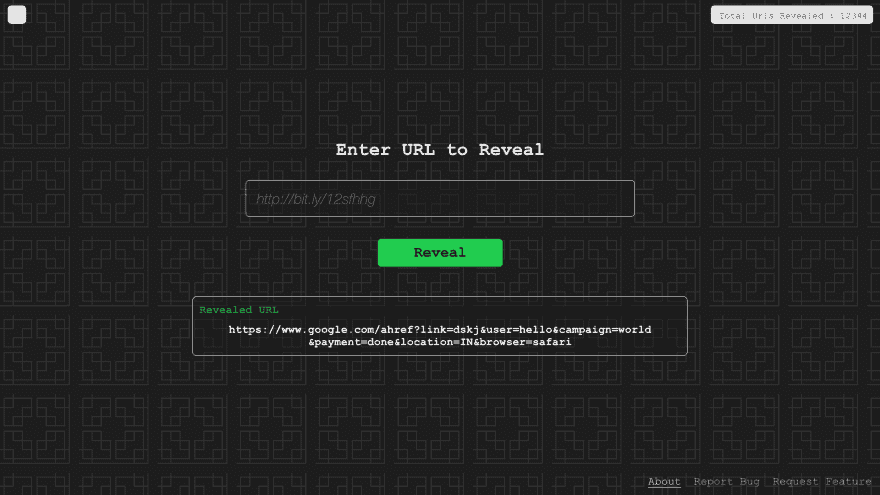 Total Urls Revealed : 12344
Enter URL to Reveal
http://bit.ly/12sfhhg
Reveal
Revealed URL
https://www.google.com/ahref?link=dskj&user=hello&campaign=world
&payment=done&location=IN&browser=safari
About Report Bug Request Feature